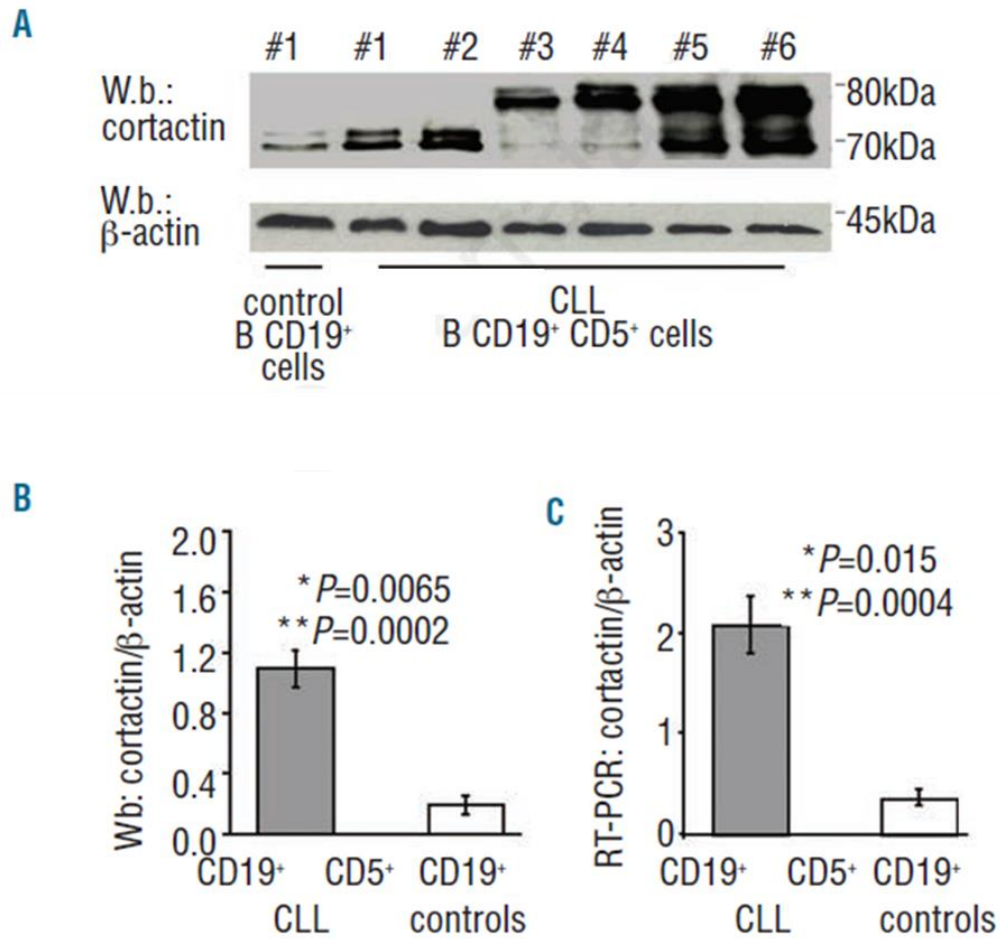 A
#1 #1 #2 #3 #4 #5 #6
W.b.:
cortactin
-80kDa
-70kDa
W.b.:
β-actin
-45kDa
control
B CD19+
cells
CLL
B CD19+ CD5+ cells
B
Wb: cortactin/β-actin
2.0
1.6
1.2
0.8
0.4
0.0
*P=0.0065
**P=0.0002
CD19+ CD5+ CD19+
CLL controls
C
RT-PCR: cortactin/β-actin
3
2
1
0
*P=0.015
**P=0.0004
CD19+ CD5+ CD19+
CLL controls